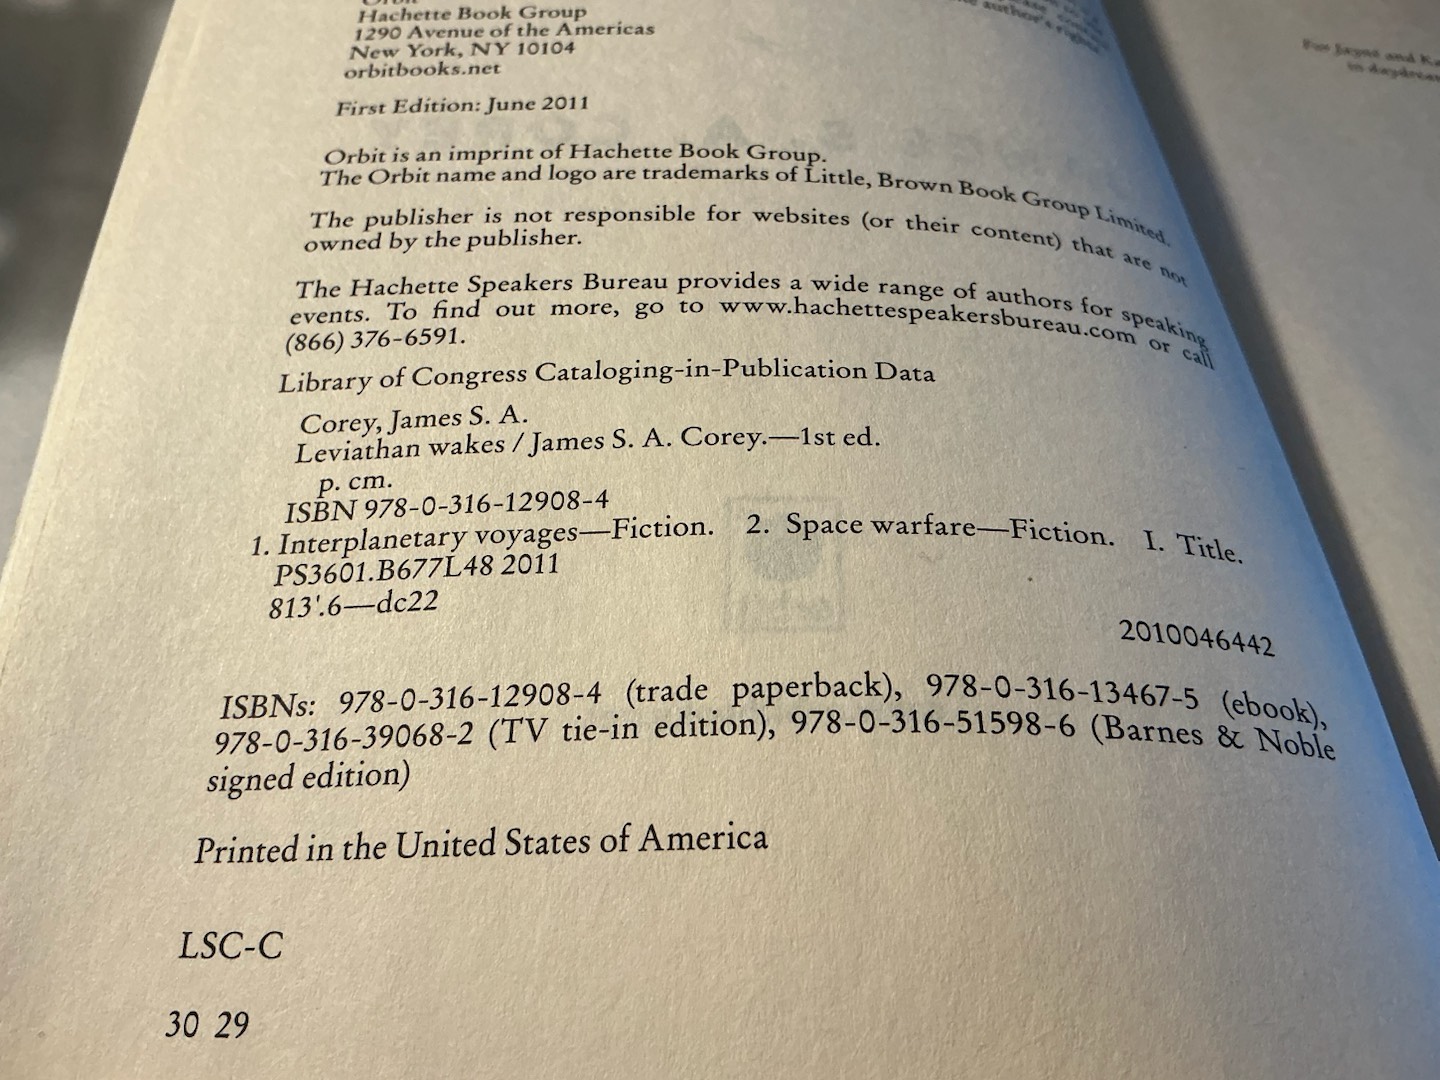 Orbit
Hachette Book Group
1290 Avenue of the Americas
New York, NY 10104
orbitbooks.net
First Edition: June 2011
Orbit is an imprint of Hachette Book Group.
The Orbit name and logo are trademarks of Little, Brown Book Group Limited.
The publisher is not responsible for websites (or their content) that are not
owned by the publisher.
The Hachette Speakers Bureau provides a wide range of authors for speaking
events. To find out more, go to www.hachettespeakersbureau.com or call
(866) 376-6591.
Library of Congress Cataloging-in-Publication Data
Corey, James S. A.
Leviathan wakes / James S. A. Corey.—1st ed.
p. cm.
ISBN 978-0-316-12908-4
1. Interplanetary voyages—Fiction. 2. Space warfare—Fiction. I. Title.
PS3601.B677L48 2011
813'.6—dc22
2010046442
ISBNs: 978-0-316-12908-4 (trade paperback), 978-0-316-13467-5 (ebook),
978-0-316-39068-2 (TV tie-in edition), 978-0-316-51598-6 (Barnes & Noble
signed edition)
Printed in the United States of America
LSC-C
30 29
author's rights
For Jayné and
in